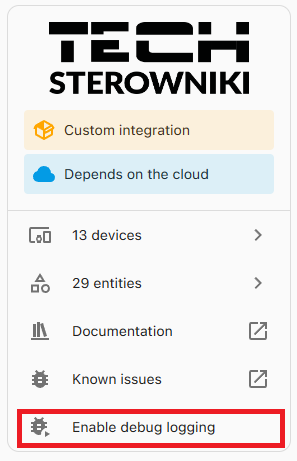 TECH
STEROWNIKI
Custom integration
Depends on the cloud
13 devices
29 entities
Documentation
Known issues
Enable debug logging